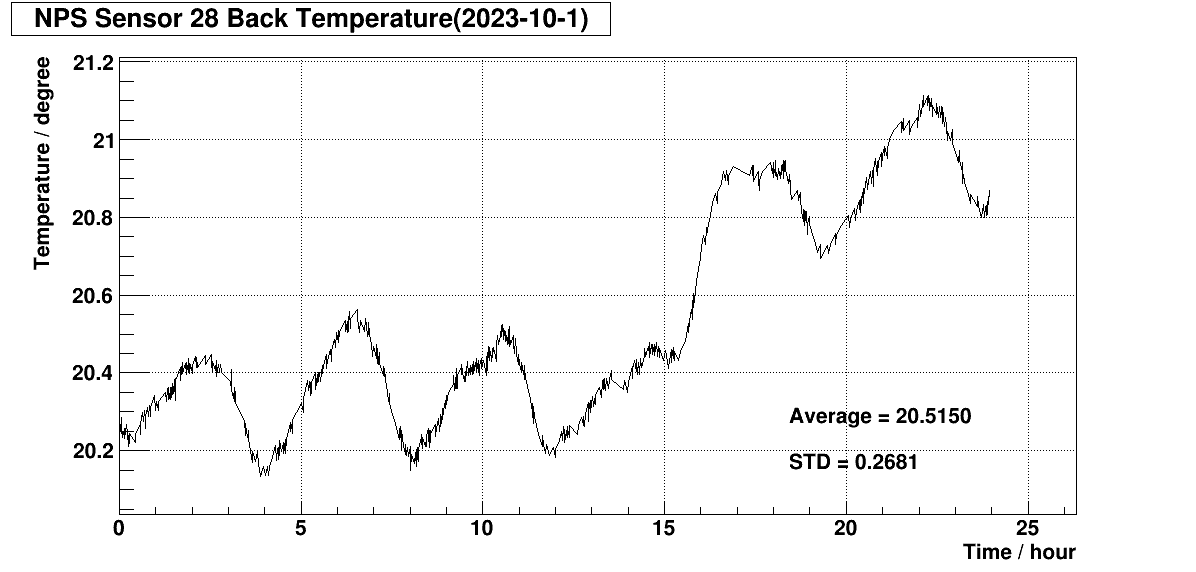 NPS Sensor 28 Back Temperature(2023-10-1)
Temperature / degree
21.2
21
20.8
20.6
20.4
20.2
Average = 20.5150
STD = 0.2681
0 5 10 15 20 25
Time / hour